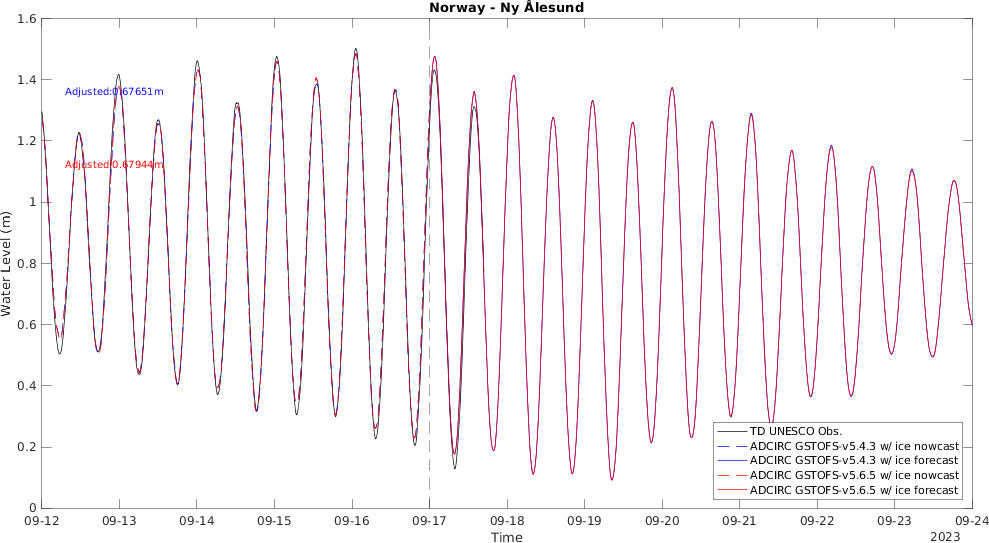 Norway - Ny Ålesund
1.6
1.4
1.2
1
0.8
0.6
0.4
0.2
0
Water Level (m)
Adjusted:0.67651m
Adjusted:0.67944m
TD UNESCO Obs.
ADCIRC GSTOFS-v5.4.3 w/ ice nowcast
ADCIRC GSTOFS-v5.4.3 w/ ice forecast
ADCIRC GSTOFS-v5.6.5 w/ ice nowcast
ADCIRC GSTOFS-v5.6.5 w/ ice forecast
09-12 09-13 09-14 09-15 09-16 09-17 09-18 09-19 09-20 09-21 09-22 09-23 09-24
Time
2023